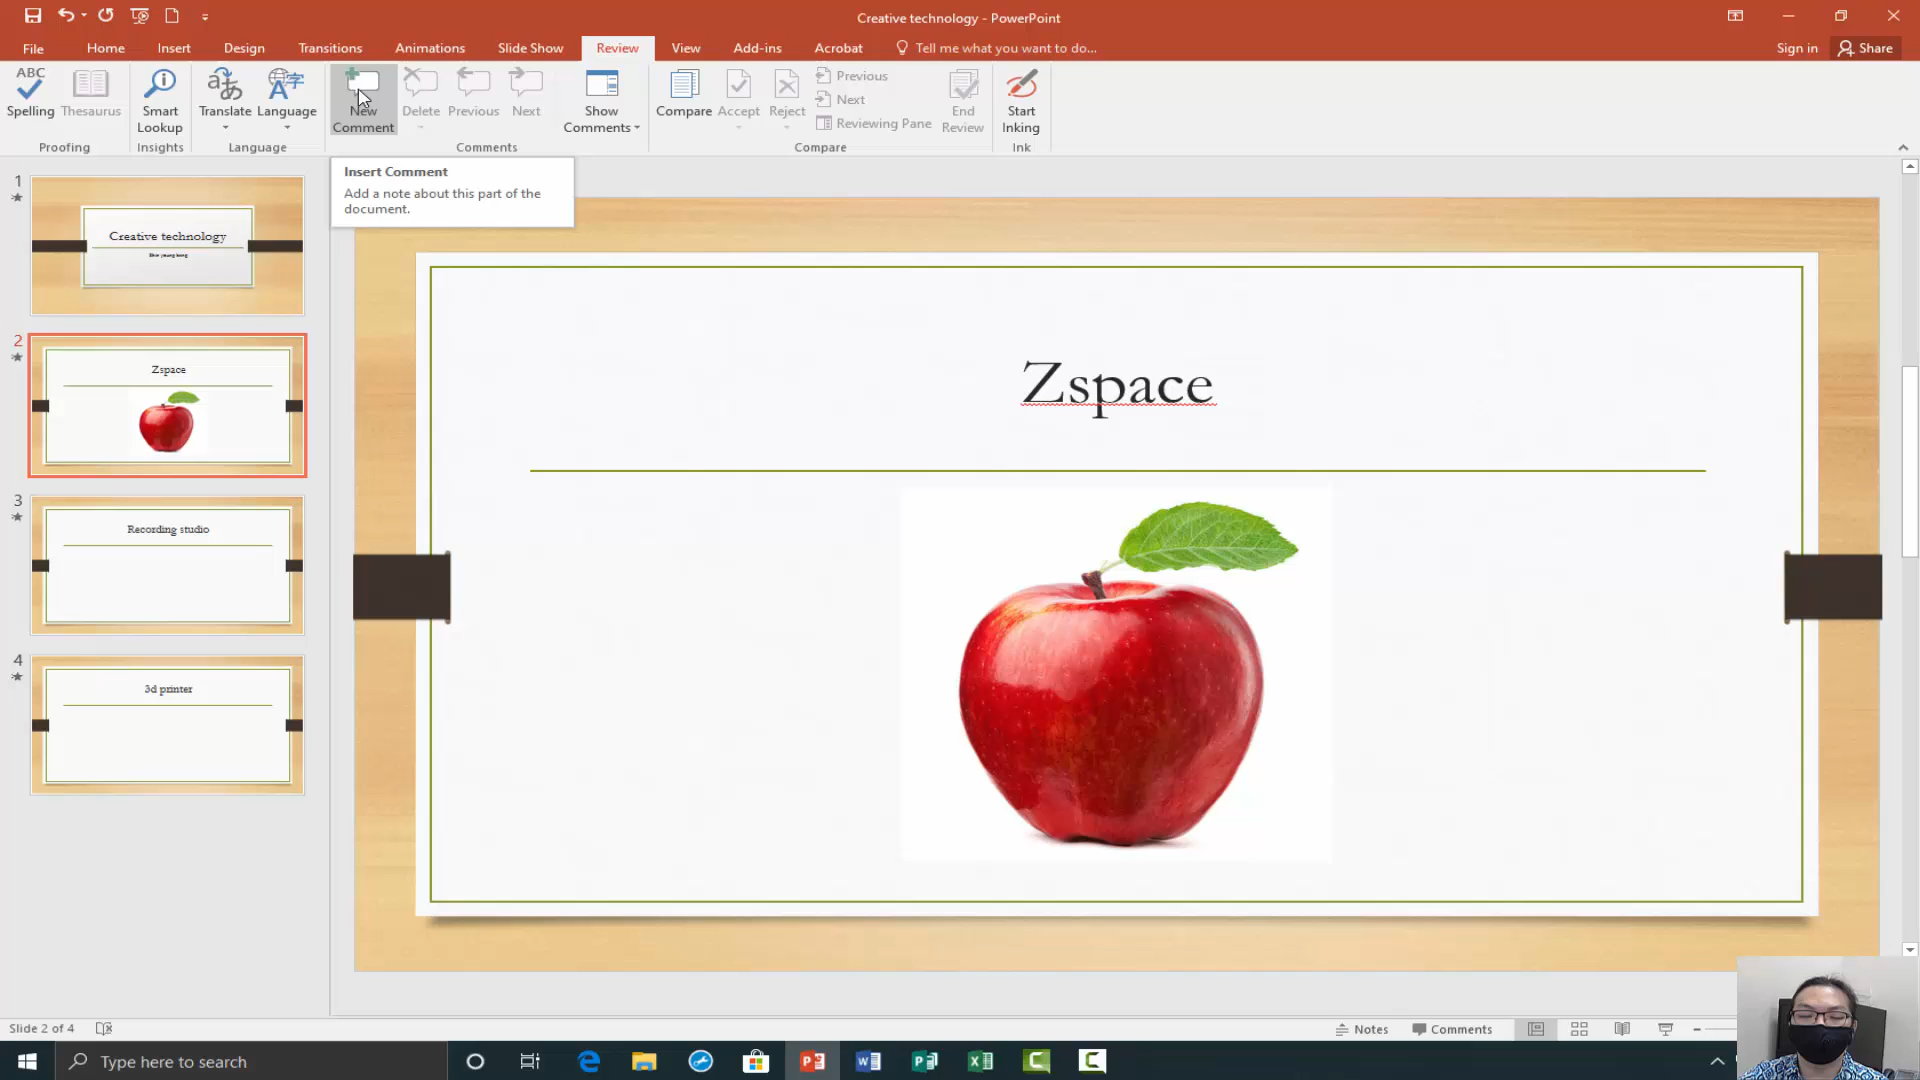 Creative technology - PowerPoint
File Home Insert Design Transitions Animations Slide Show Review View Add-ins Acrobat Tell me what you want to do... Sign in Share
ABC
Spelling Thesaurus
Smart
Lookup
Translate Language
New
Comment
Delete Previous Next
Show
Comments
Compare Accept Reject
Previous
Next
Reviewing Pane
End
Review
Start
Inking
Proofing Insights Language Comments Compare Ink
Insert Comment
Add a note about this part of the
document.
1
Creative technology
2
Zspace
3
Recording studio
4
3d printer
Zspace
Slide 2 of 4
Notes Comments
Type here to search